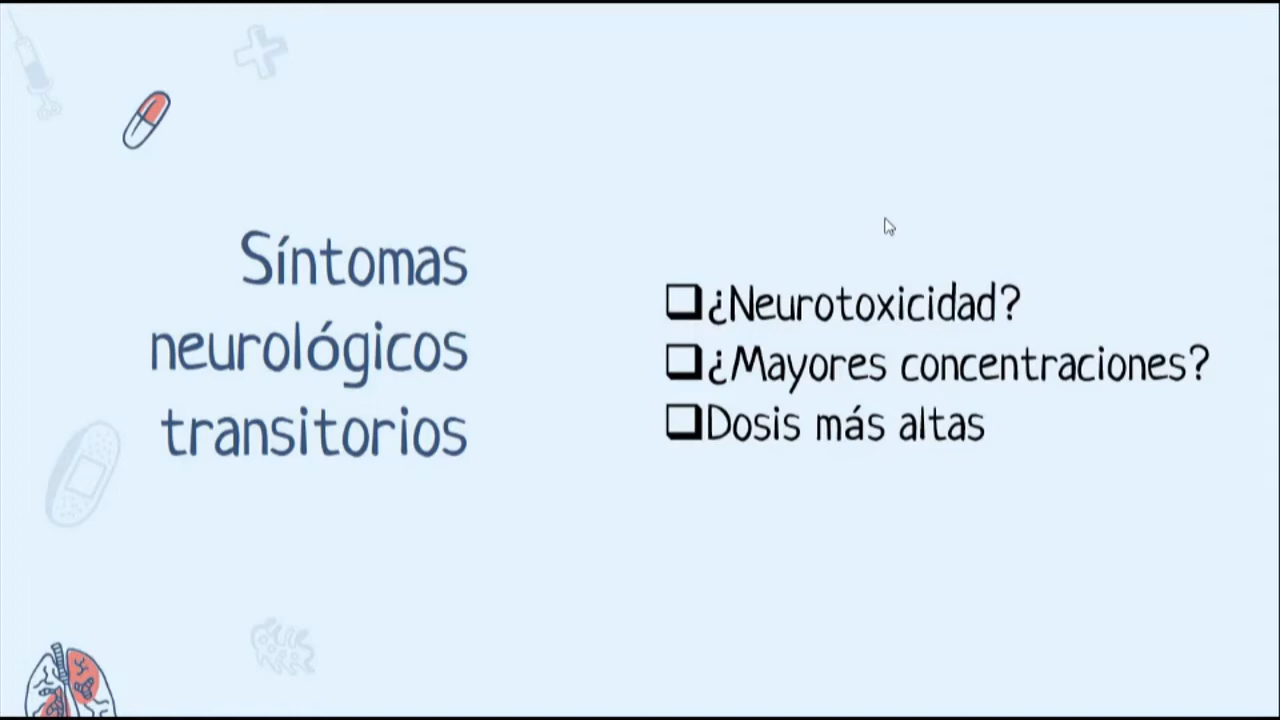 Síntomas
neurológicos
transitorios
¿Neurotoxicidad?
¿Mayores concentraciones?
Dosis más altas